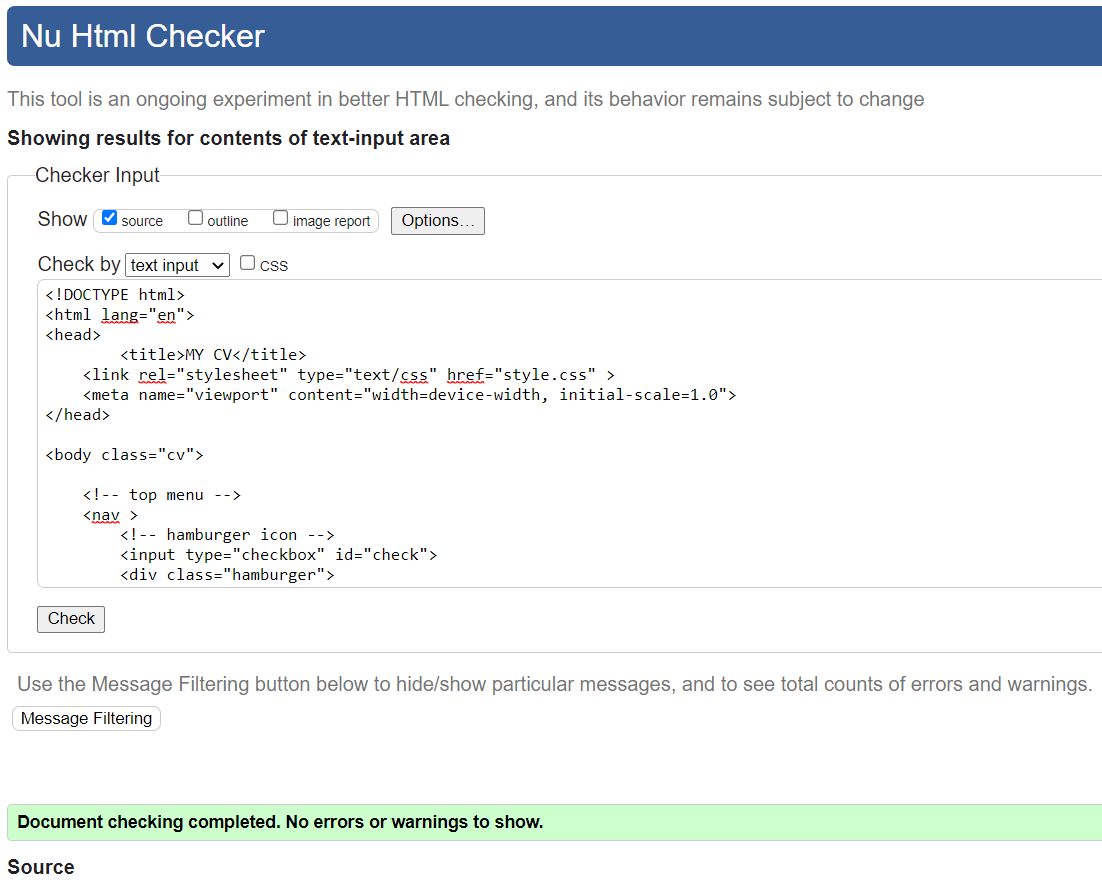 Nu Html Checker
This tool is an ongoing experiment in better HTML checking, and its behavior remains subject to change
Showing results for contents of text-input area
Checker Input
Show source outline image report Options...
Check by text input CSS
<!DOCTYPE html>
<html lang="en">
<head>
        <title>MY CV</title>
    <link rel="stylesheet" type="text/css" href="style.css" >
    <meta name="viewport" content="width=device-width, initial-scale=1.0">
</head>
<body class="cv">
    <!-- top menu -->
    <nav >
        <!-- hamburger icon -->
        <input type="checkbox" id="check">
        <div class="hamburger">
Check
Use the Message Filtering button below to hide/show particular messages, and to see total counts of errors and warnings.
Message Filtering
Document checking completed. No errors or warnings to show.
Source